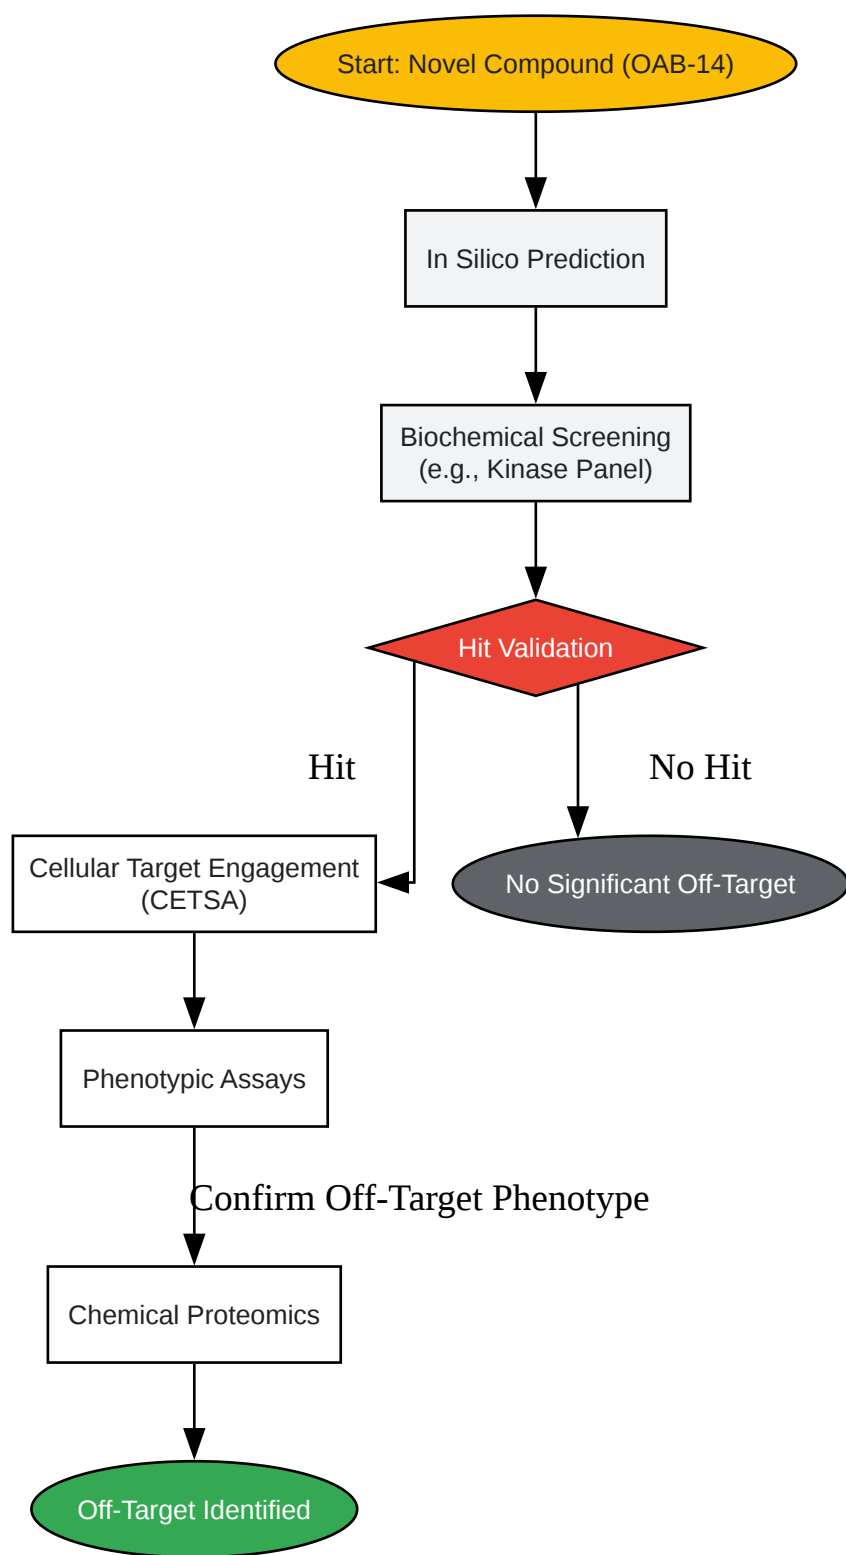 Start: Novel Compound (OAB-14)
In Silico Prediction
Biochemical Screening
(e.g., Kinase Panel)
Hit Validation
Hit
No Hit
Cellular Target Engagement
(CETSA)
No Significant Off-Target
Phenotypic Assays
Confirm Off-Target Phenotype
Chemical Proteomics
Off-Target Identified